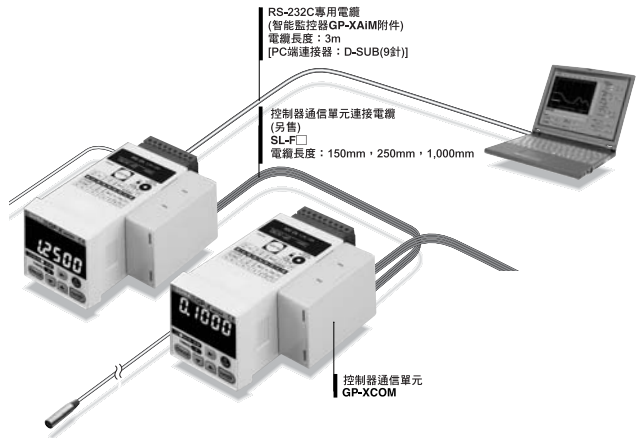 RS-232C專用電纜
(智能監控器GP-XAiM附件)
電纜長度：3m
[PC端連接器：D-SUB(9針)]
控制器通信單元連接電纜
(另售)
SL-F□
電纜長度：150mm，250mm，1,000mm
1.2500
0.1000
控制器通信單元
GP-XCOM